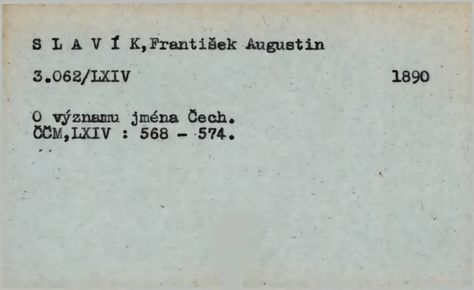 S L A V Í K,František Augustin
3.062/LXIV 1890
O významu jména Čech.
ČČM,LXIV : 568 - 574.